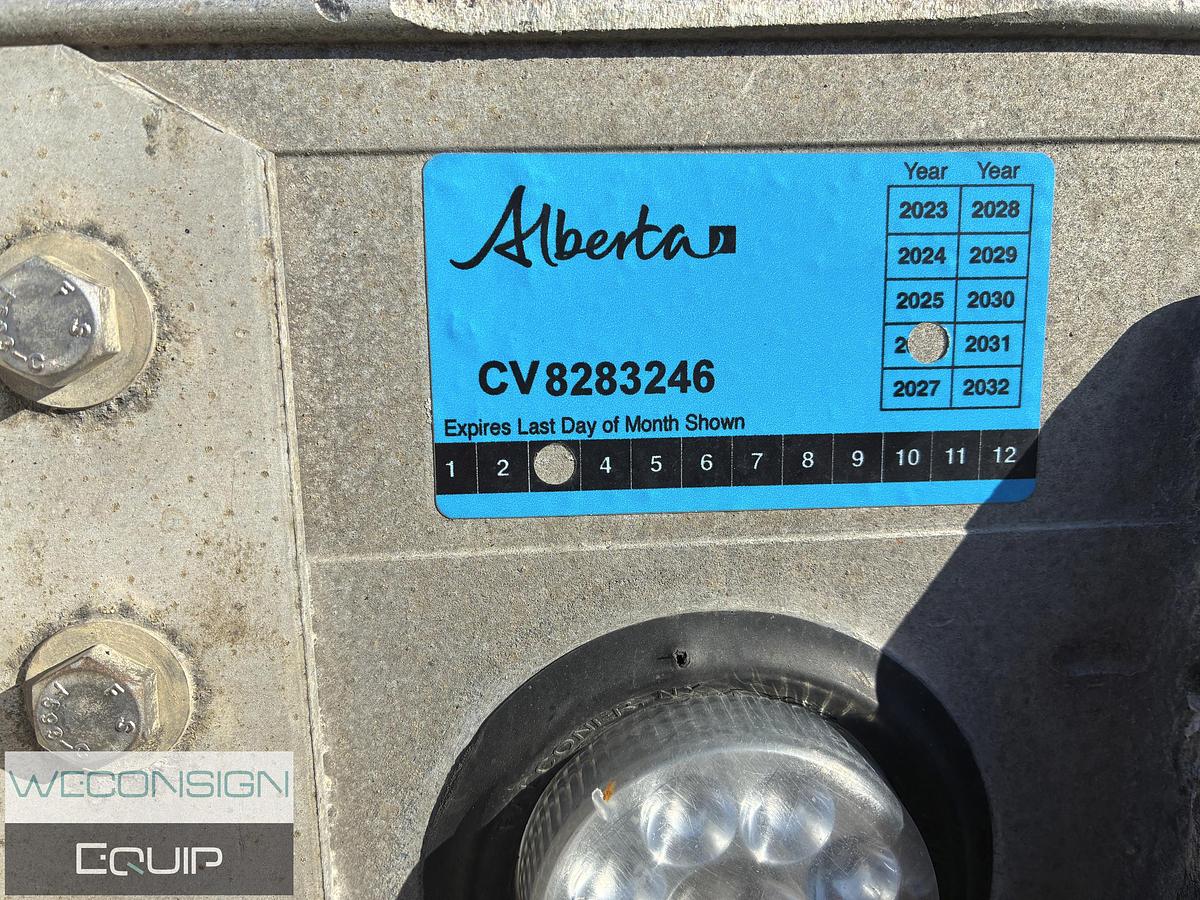 Alberta
Year Year
2023 2028
2024 2029
2025 2030
2031
2027 2032
CV8283246
Expires Last Day of Month Shown
1 2 4 5 6 7 8 9 10 11 12
WECONSIGN
EQUIP